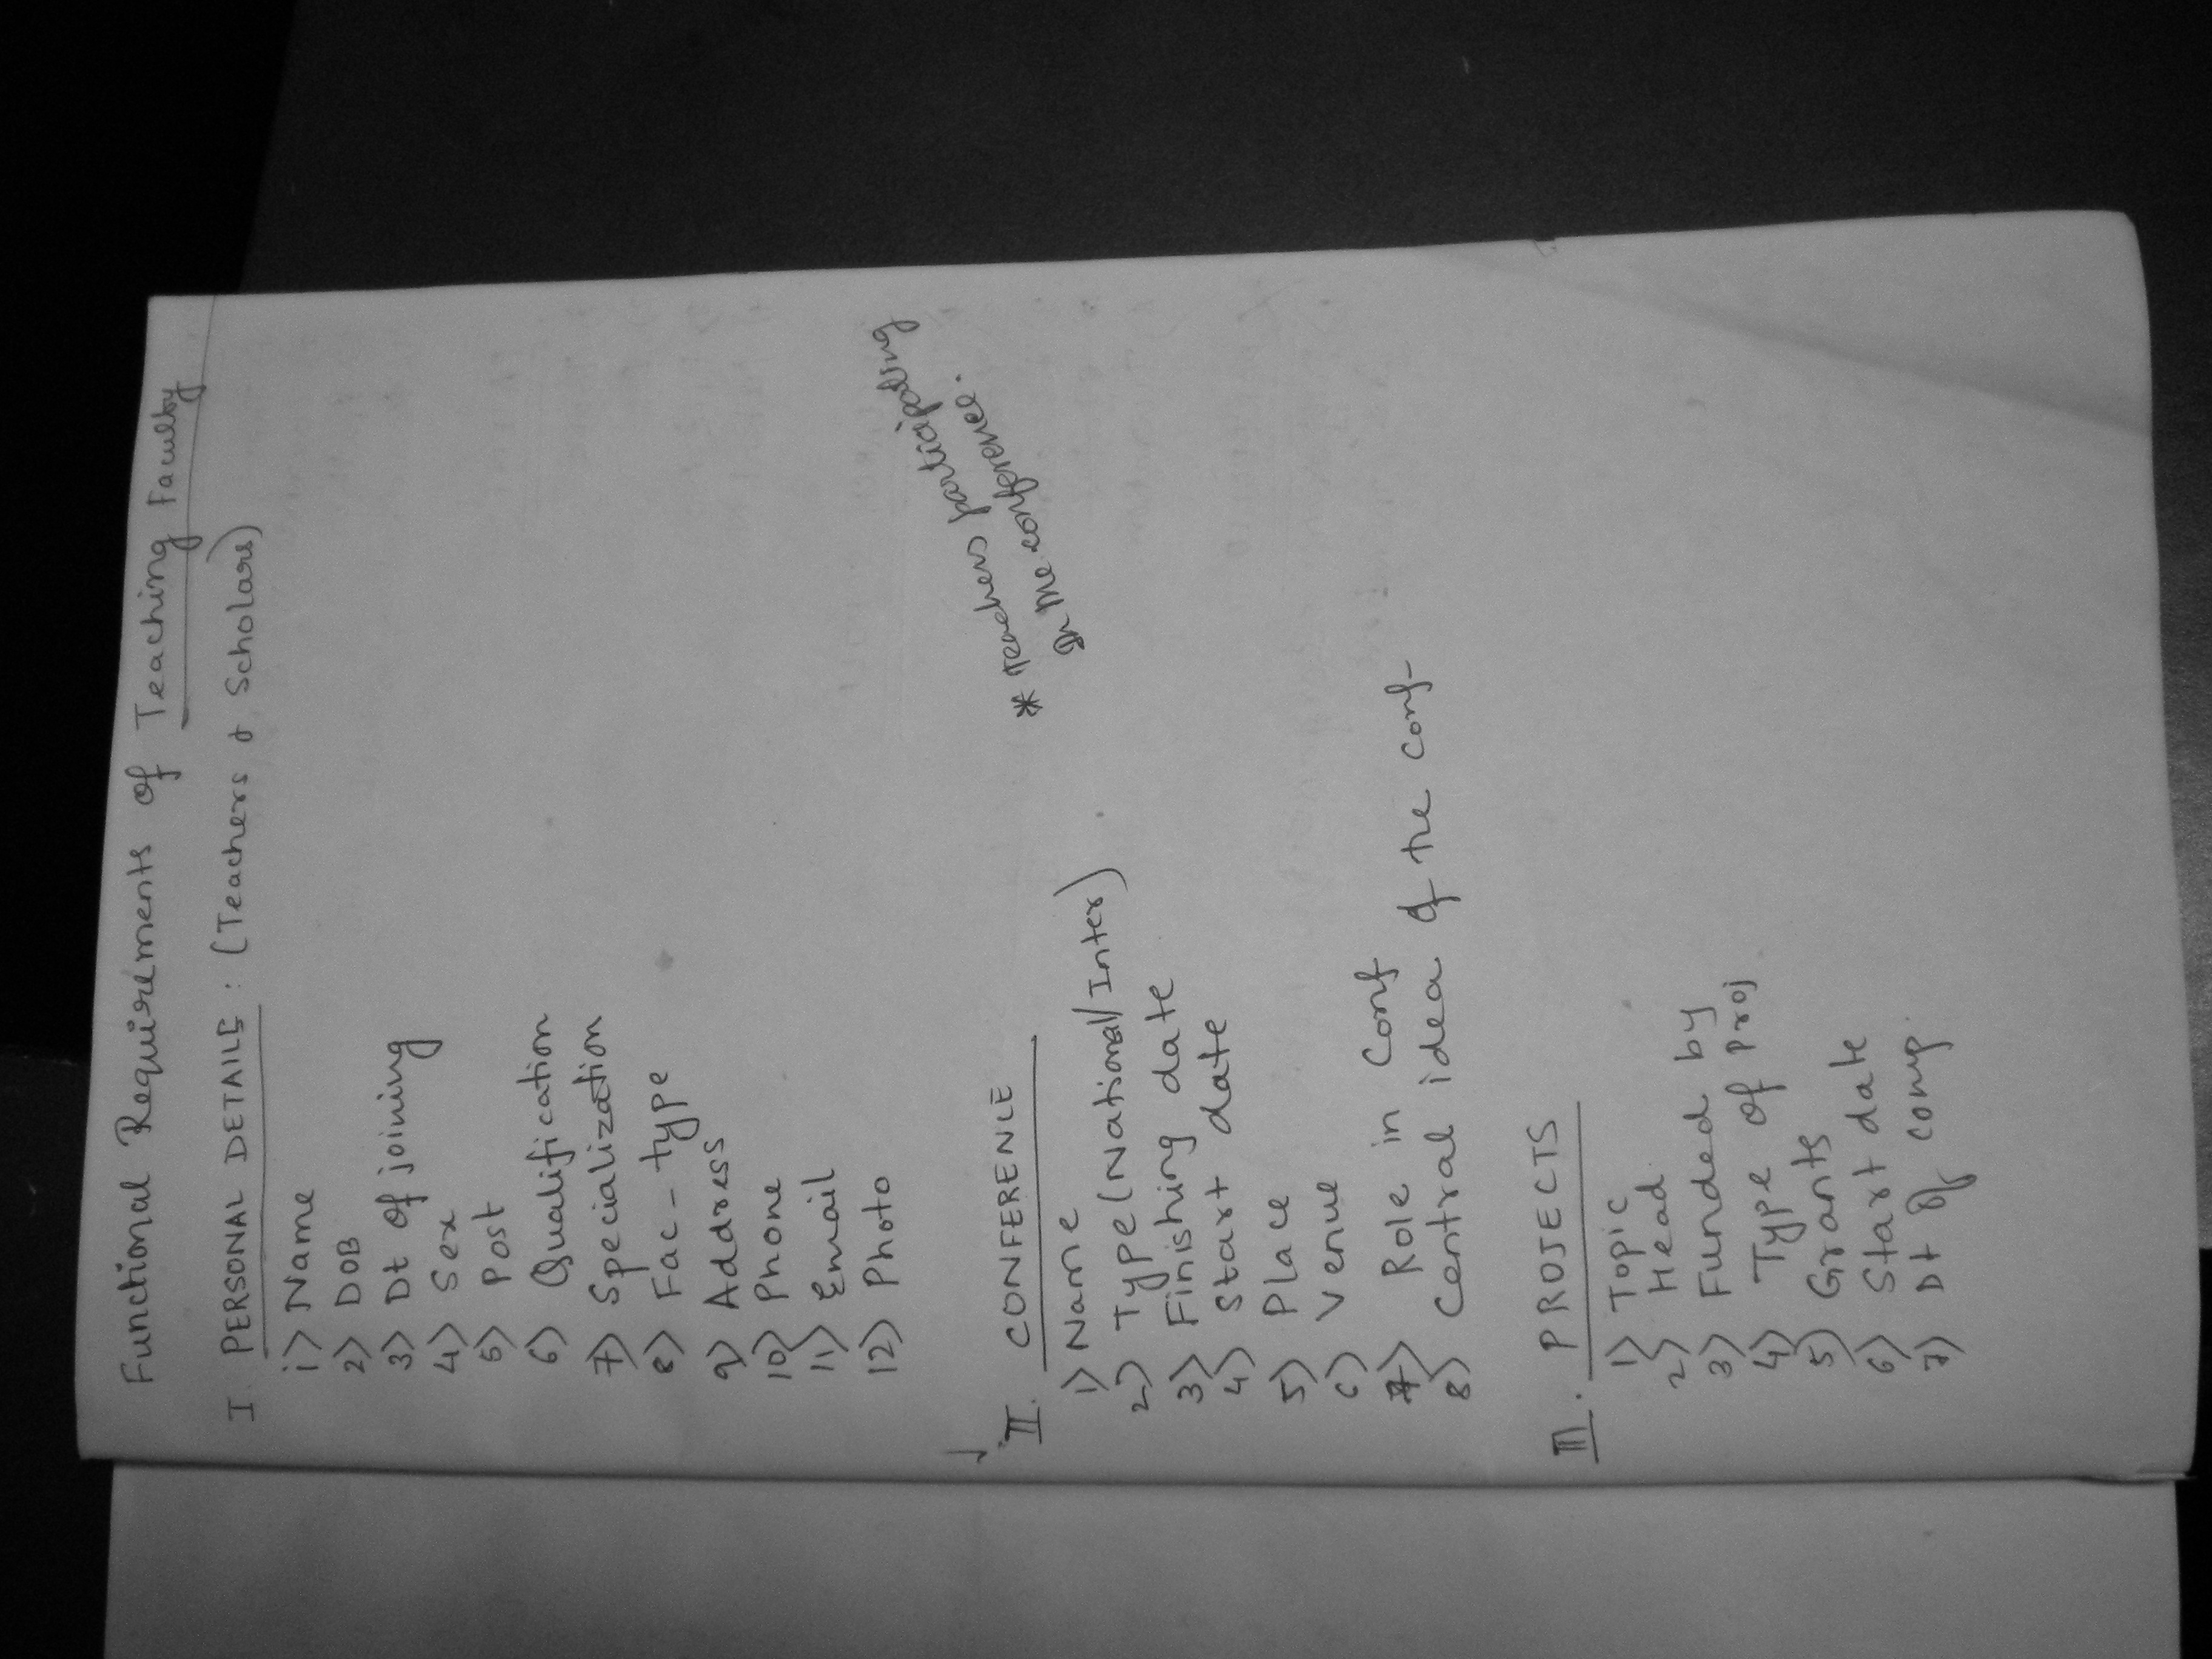 Functional Requirements of Teaching Faculty
I PERSONAL DETAILS : (Teachers & Scholars)
1) Name
2) DOB
3) Dt of joining
4) Sex
5) Post
6) Qualification
7) Specialization
8) Fac-type
9) Address
10) Phone
11) Email
12) Photo
* Teachers participating
In the conference.
II. CONFERENCE
1) Name
2) Type (National/Inter)
3) Finishing date
4) Start date
5) Place
6) Venue
7) Role in Conf
8) Central idea of the conf
III. PROJECTS
1) Topic
2) Head
3) Funded by
4) Type of proj
5) Grants
6) Start date
7) Dt of comp.